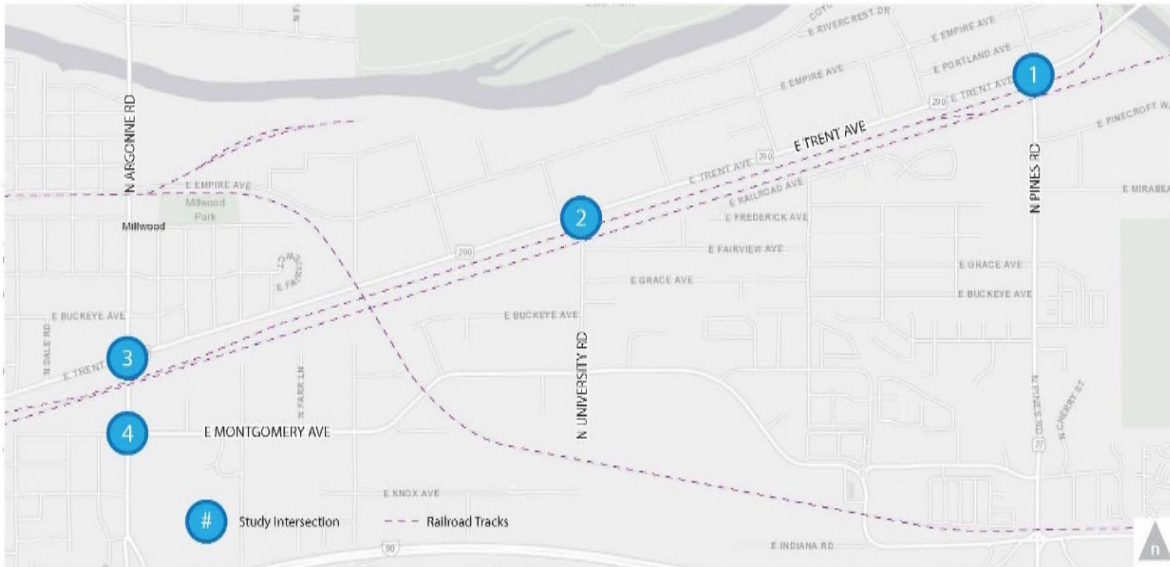 E RIVERCREST DR
E EMPIRE AVE
E PORTLAND AVE
1
E EMPIRE AVE
290
E TRENT AVE
E TRENT AVE
290
N ARGONNE RD
E PINECROFT
N PINES RD
E TRENT AVE
E RAILROAD AVE
E EMPIRE AVE
Millwood
Park
Millwood
2
E FREDERICK AVE
290
E FAIRVIEW AVE
E GRACE AVE
E GRACE AVE
E BUCKEYE AVE
E BUCKEYE AVE
E BUCKEYE AVE
N DALE RD
3
E TRENT
N FARR LN
N UNIVERSITY RD
N PINES RD
N CHERRY ST
4
E MONTGOMERY AVE
27
E KNOX AVE
# Study Intersection
Railroad Tracks
90
E INDIANA RD
n